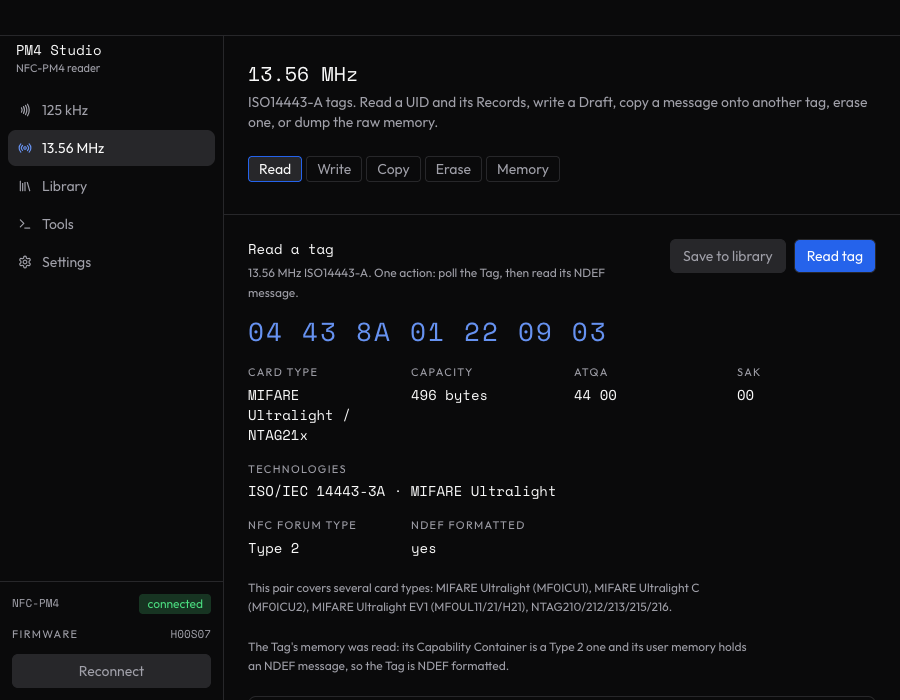 PM4 Studio
NFC-PM4 reader
125 kHz
13.56 MHz
Library
Tools
Settings
NFC-PM4
connected
FIRMWARE
H00S07
Reconnect
13.56 MHz
ISO14443-A tags. Read a UID and its Records, write a Draft, copy a message onto another tag, erase
one, or dump the raw memory.
Read
Write
Copy
Erase
Memory
Read a tag
13.56 MHz ISO14443-A. One action: poll the Tag, then read its NDEF
message.
Save to library
Read tag
04 43 8A 01 22 09 03
CARD TYPE
MIFARE
Ultralight /
NTAG21x
CAPACITY
496 bytes
ATQA
44 00
SAK
00
TECHNOLOGIES
ISO/IEC 14443-3A · MIFARE Ultralight
NFC FORUM TYPE
Type 2
NDEF FORMATTED
yes
This pair covers several card types: MIFARE Ultralight (MF0ICU1), MIFARE Ultralight C
(MF0ICU2), MIFARE Ultralight EV1 (MF0UL11/21/H21), NTAG210/212/213/215/216.
The Tag's memory was read: its Capability Container is a Type 2 one and its user memory holds
an NDEF message, so the Tag is NDEF formatted.